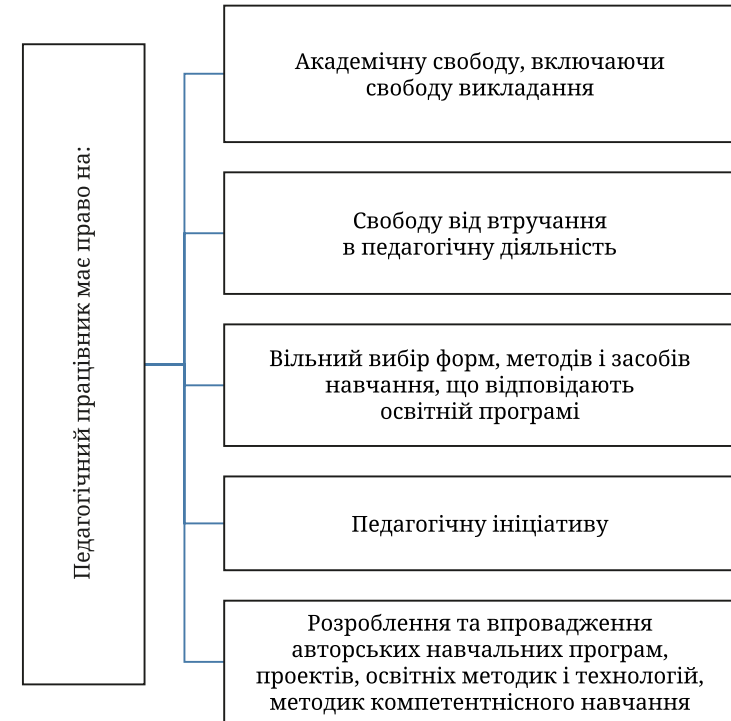 Педагогічний працівник має право на:
Академічну свободу, включаючи
свободу викладання
Свободу від втручання
в педагогічну діяльність
Вільний вибір форм, методів і засобів
навчання, що відповідають
освітній програмі
Педагогічну ініціативу
Розроблення та впровадження
авторських навчальних програм,
проектів, освітніх методик і технологій,
методик компетентнісного навчання